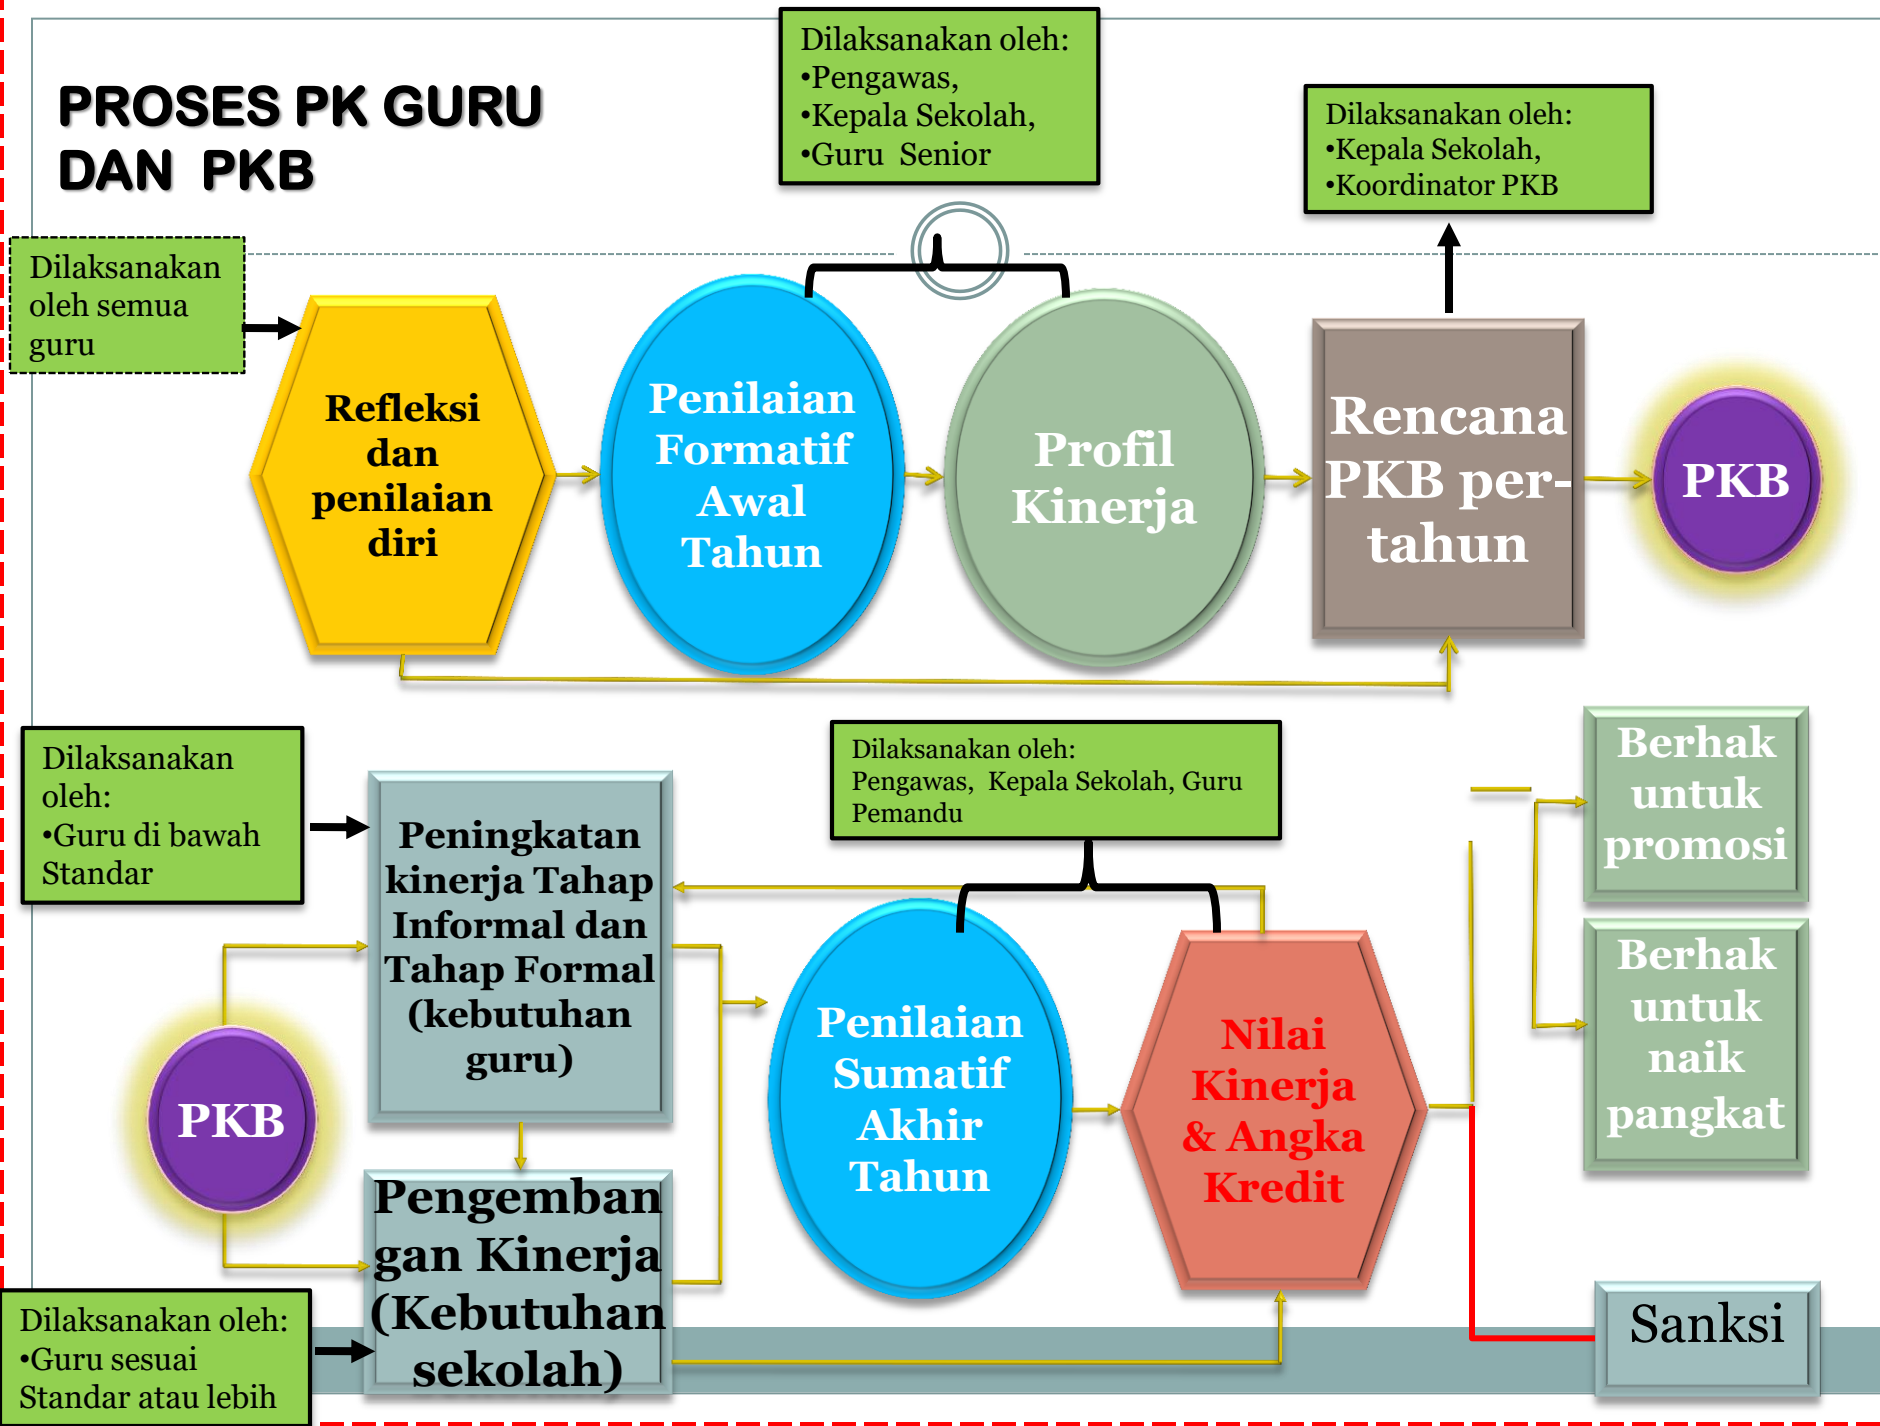 PROSES PK GURU
DAN PKB
Dilaksanakan oleh:
•Pengawas,
•Kepala Sekolah,
•Guru Senior
Dilaksanakan oleh:
•Kepala Sekolah,
•Koordinator PKB
Dilaksanakan
oleh semua
guru
Refleksi
dan
penilaian
diri
Penilaian
Formatif
Awal
Tahun
Profil
Kinerja
Rencana
PKB per-
tahun
PKB
Dilaksanakan
oleh:
•Guru di bawah
Standar
Peningkatan
kinerja Tahap
Informal dan
Tahap Formal
(kebutuhan
guru)
Dilaksanakan oleh:
Pengawas, Kepala Sekolah, Guru
Pemandu
Berhak
untuk
promosi
Berhak
untuk
naik
pangkat
PKB
Penilaian
Sumatif
Akhir
Tahun
Nilai
Kinerja
& Angka
Kredit
Pengemban
gan Kinerja
(Kebutuhan
sekolah)
Dilaksanakan oleh:
•Guru sesuai
Standar atau lebih
Sanksi